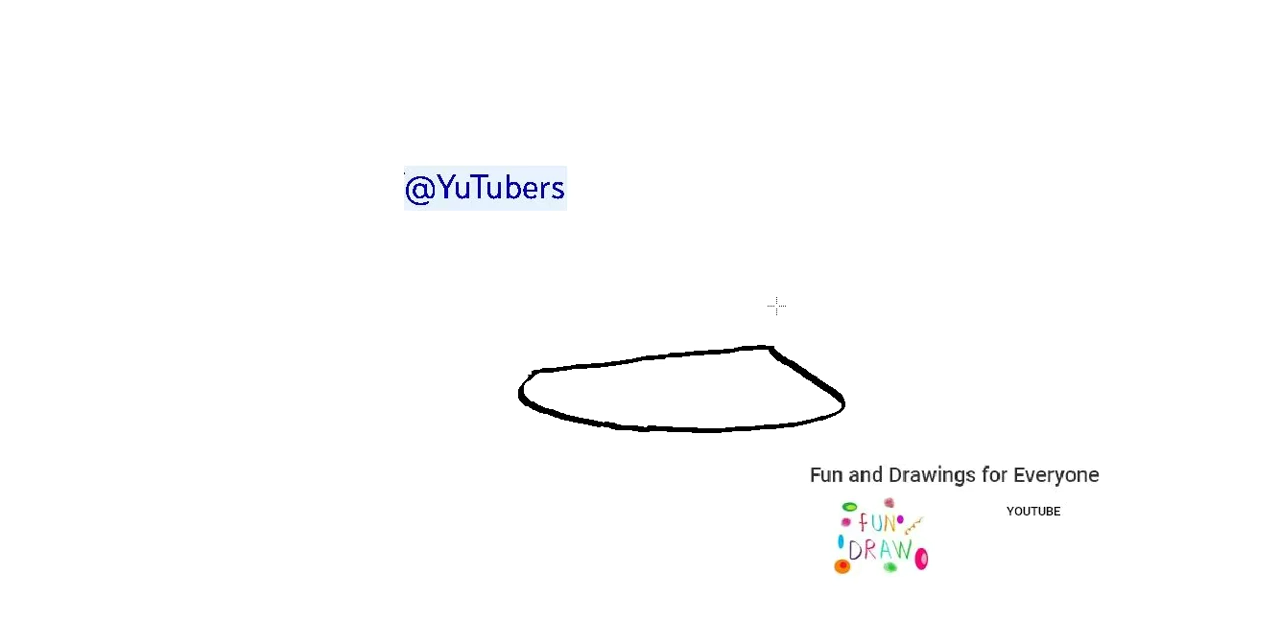 @YuTubers
Fun and Drawings for Everyone
YOUTUBE
FUN
DRAW